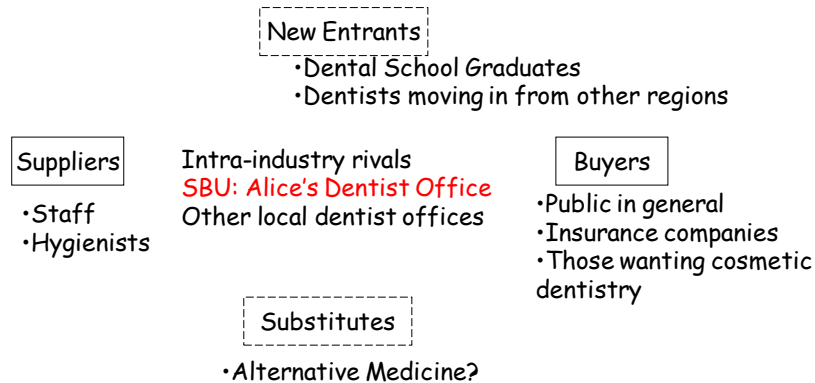 New Entrants
•Dental School Graduates
•Dentists moving in from other regions
Suppliers
•Staff
•Hygienists
Intra-industry rivals
SBU: Alice's Dentist Office
Other local dentist offices
Buyers
•Public in general
•Insurance companies
•Those wanting cosmetic
dentistry
Substitutes
•Alternative Medicine?